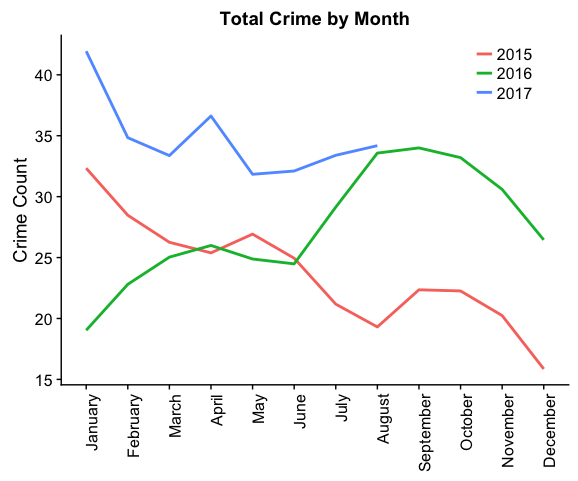 Total Crime by Month
2015
2016
2017
Crime Count
40
35
30
25
20
15
January
February
March
April
May
June
July
August
September
October
November
December